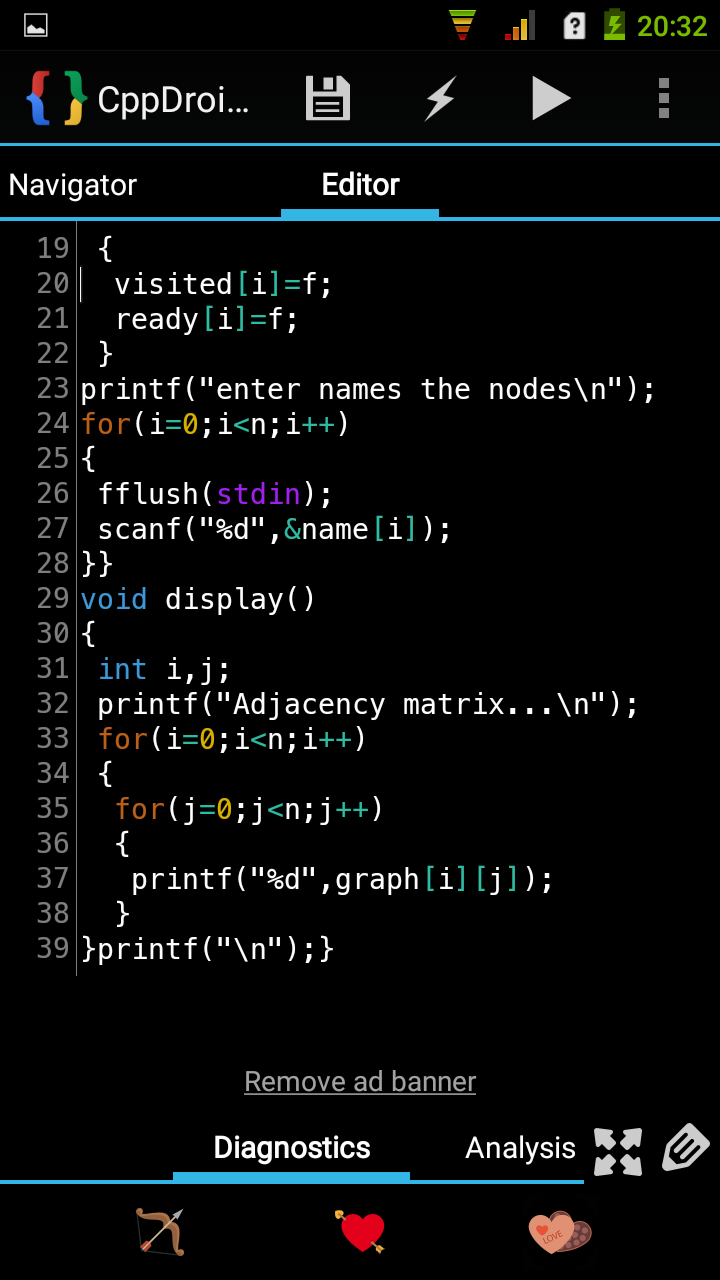 20:32
CppDroi...
Navigator Editor
19 {
20 visited[i]=f;
21 ready[i]=f;
22 }
23 printf("enter names the nodes\n");
24 for(i=0;i<n;i++)
25 {
26 fflush(stdin);
27 scanf("%d",&name[i]);
28 }}
29 void display()
30 {
31 int i,j;
32 printf("Adjacency matrix...\n");
33 for(i=0;i<n;i++)
34 {
35 for(j=0;j<n;j++)
36 {
37 printf("%d",graph[i][j]);
38 }
39 }printf("\n");}
Remove ad banner
Diagnostics Analysis
LOVE